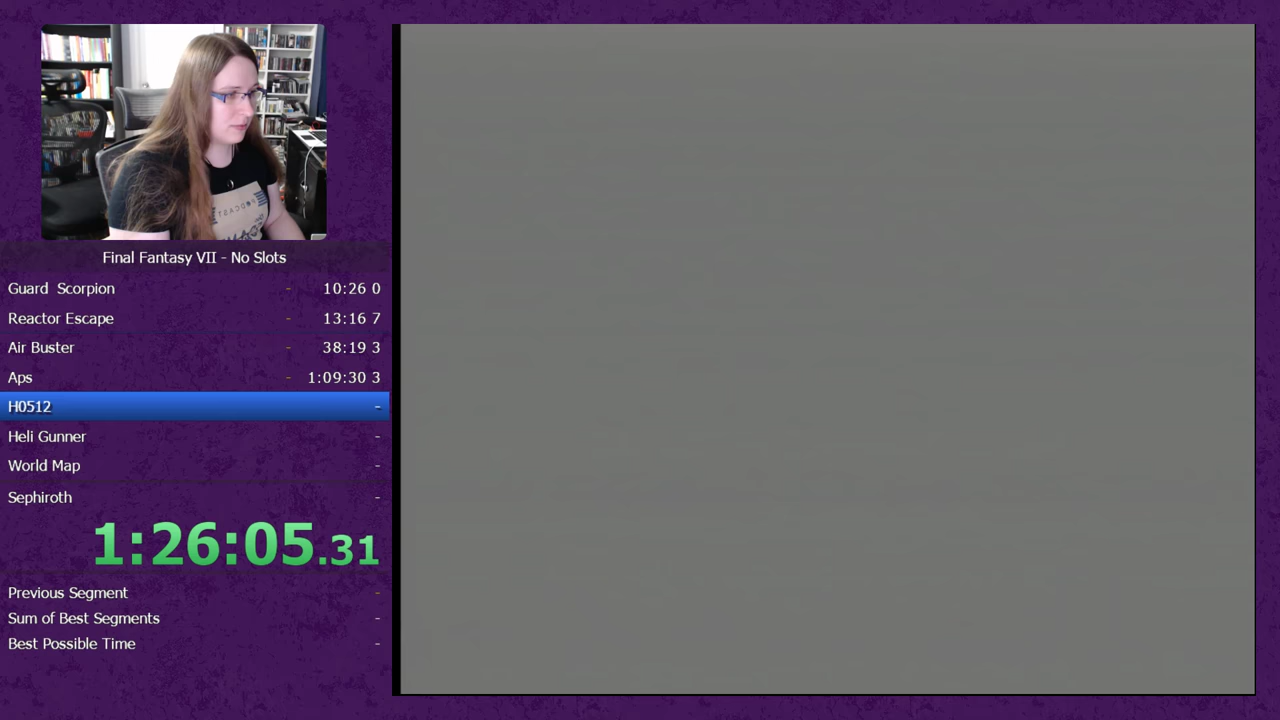 Final Fantasy VII - No Slots
Guard Scorpion - 10:26 0
Reactor Escape - 13:16 7
Air Buster - 38:19 3
Aps - 1:09:30 3
H0512 -
Heli Gunner -
World Map -
Sephiroth -
1:26:05.31
Previous Segment -
Sum of Best Segments -
Best Possible Time -